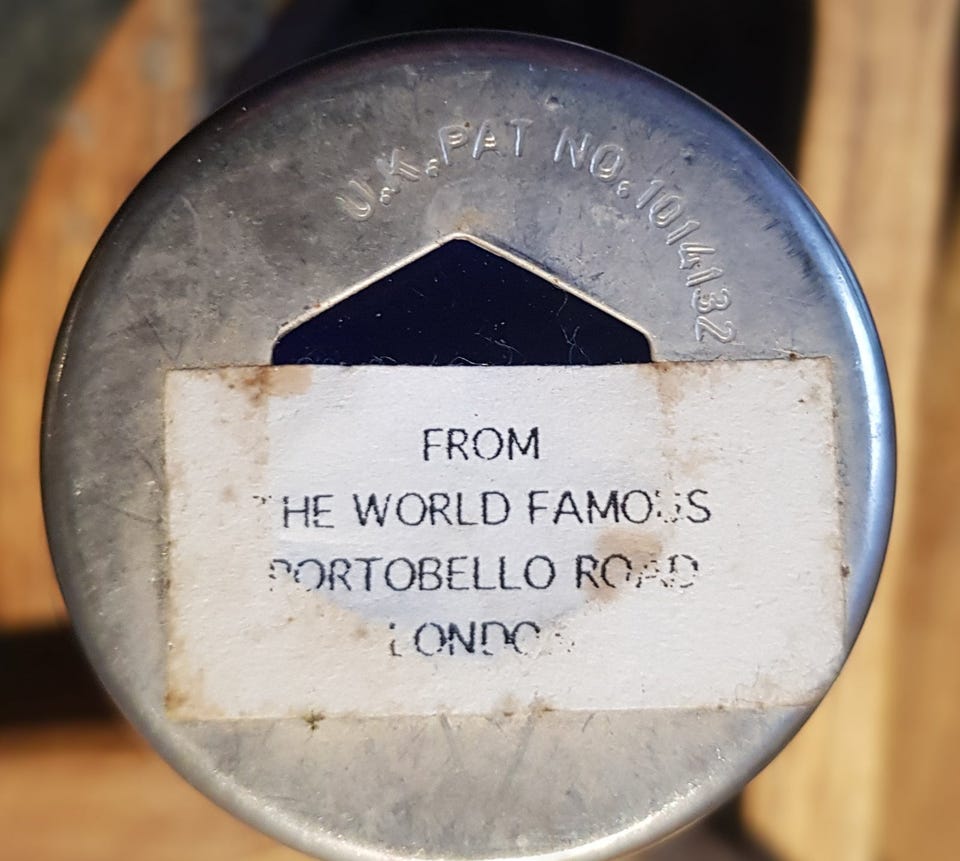 U.K. PAT NO. 1014132
FROM
THE WORLD FAMOUS
PORTOBELLO ROAD
LONDON